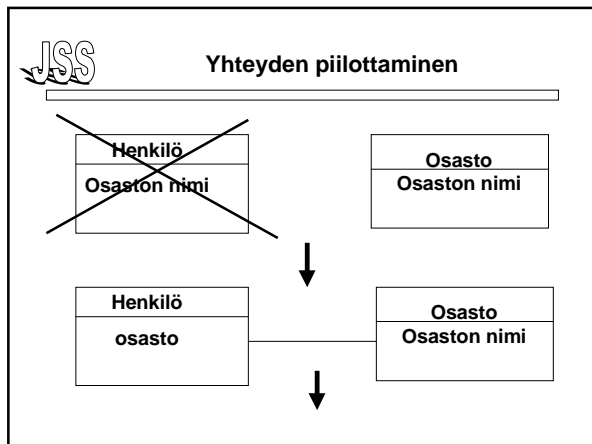 JSS
Yhteyden piilottaminen
Henkilö
Osaston nimi
Osasto
Osaston nimi
Henkilö
osasto
Osasto
Osaston nimi